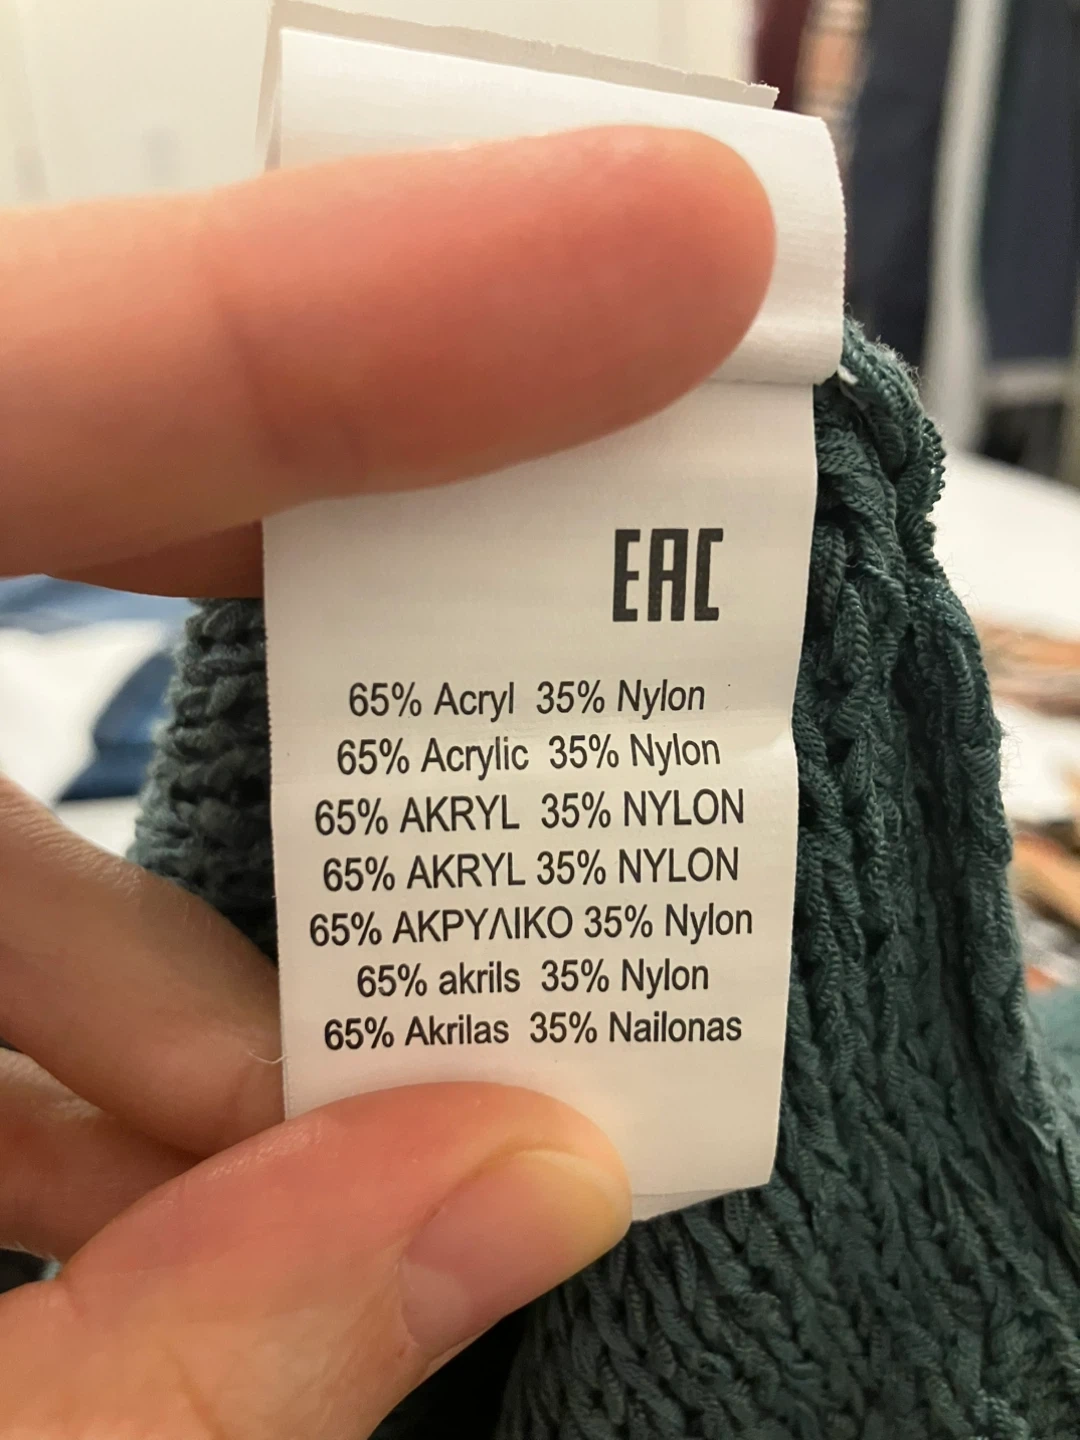 EAC
65% Acryl 35% Nylon
65% Acrylic 35% Nylon
65% AKRYL 35% NYLON
65% AKRYL 35% NYLON
65% ΑΚΡΥΛΙΚΟ 35% Nylon
65% akrils 35% Nylon
65% Akrilas 35% Nailonas